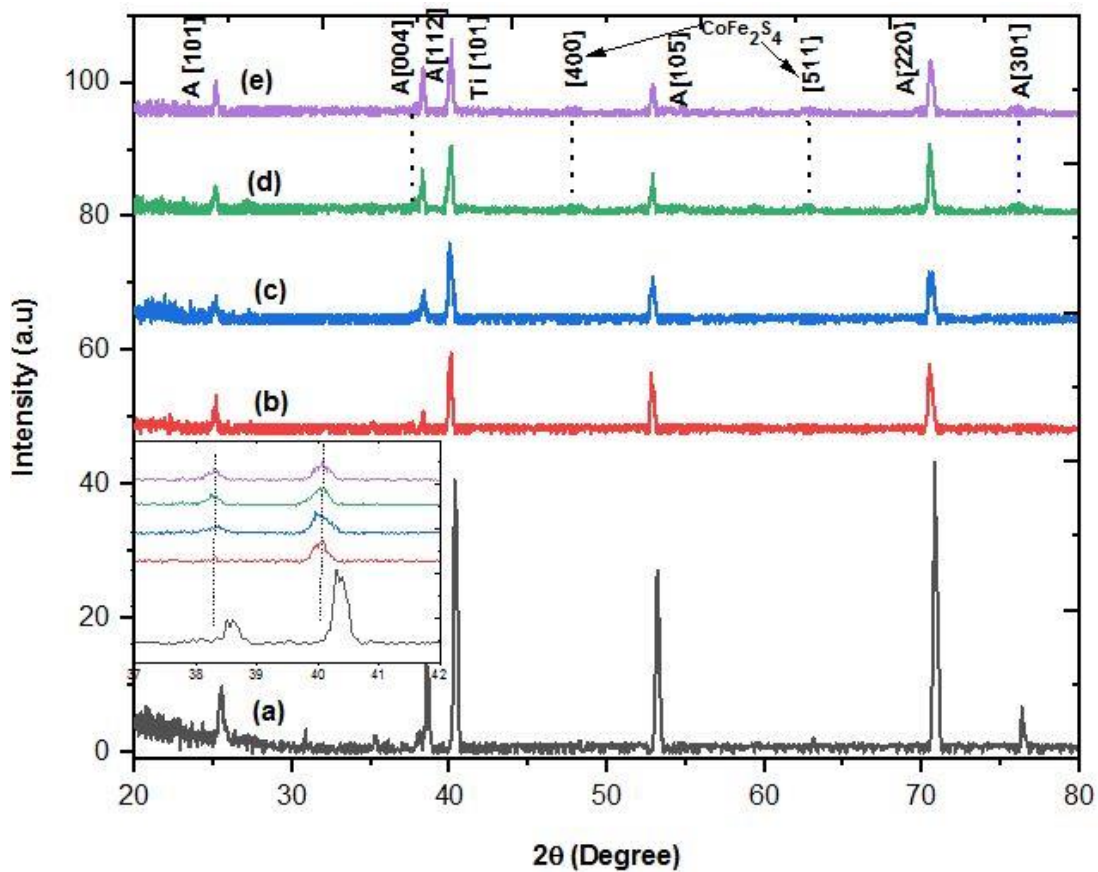 A [101]
A[004]
A[112]
Ti [101]
[400]
CoFe₂S₄
A[105]
[511]
A[220]
A[301]
(e)
(d)
(c)
(b)
(a)
100
80
60
40
20
0
Intensity (a.u)
37 38 39 40 41 42
20 30 40 50 60 70 80
2θ (Degree)